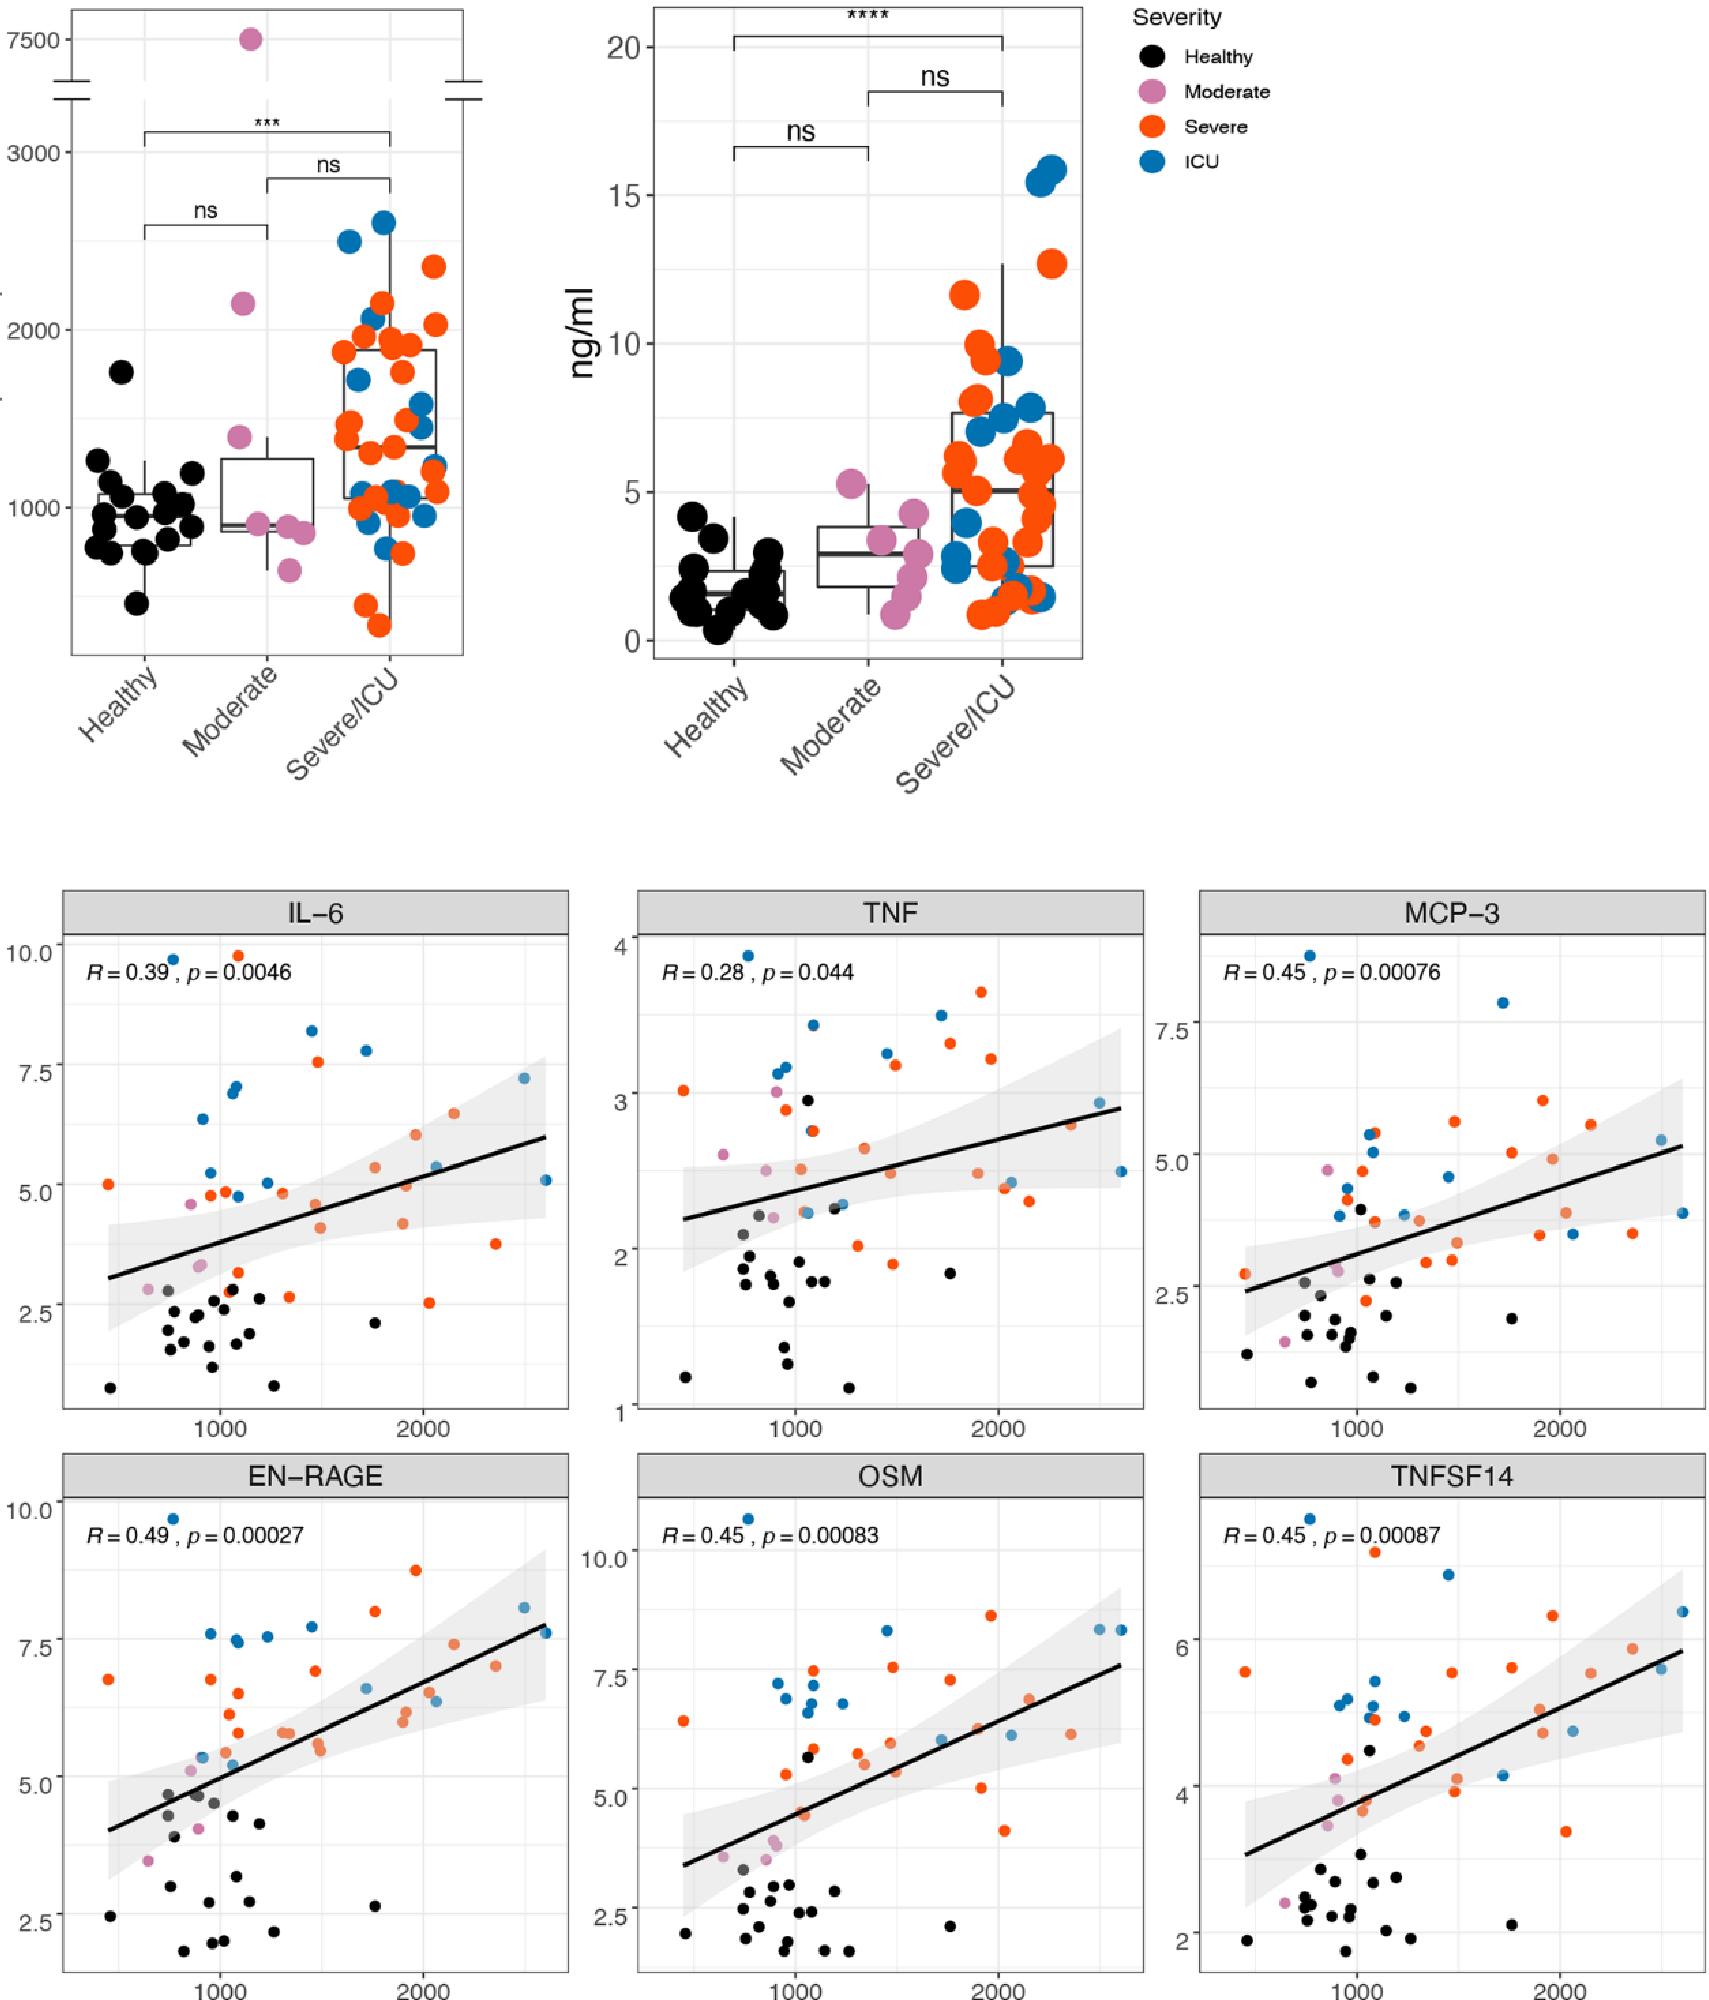 7500
3000
2000
1000
***
ns
ns
Healthy
Moderate
Severe/ICU
ng/ml
20
15
10
5
0
****
ns
ns
Healthy
Moderate
Severe/ICU
Severity
Healthy
Moderate
Severe
ICU
IL−6
R = 0.39 , p = 0.0046
10.0
7.5
5.0
2.5
1000 2000
TNF
R = 0.28 , p = 0.044
4
3
2
1
1000 2000
MCP−3
R = 0.45 , p = 0.00076
7.5
5.0
2.5
1000 2000
EN−RAGE
R = 0.49 , p = 0.00027
10.0
7.5
5.0
2.5
1000 2000
OSM
R = 0.45 , p = 0.00083
10.0
7.5
5.0
2.5
1000 2000
TNFSF14
R = 0.45 , p = 0.00087
6
4
2
1000 2000